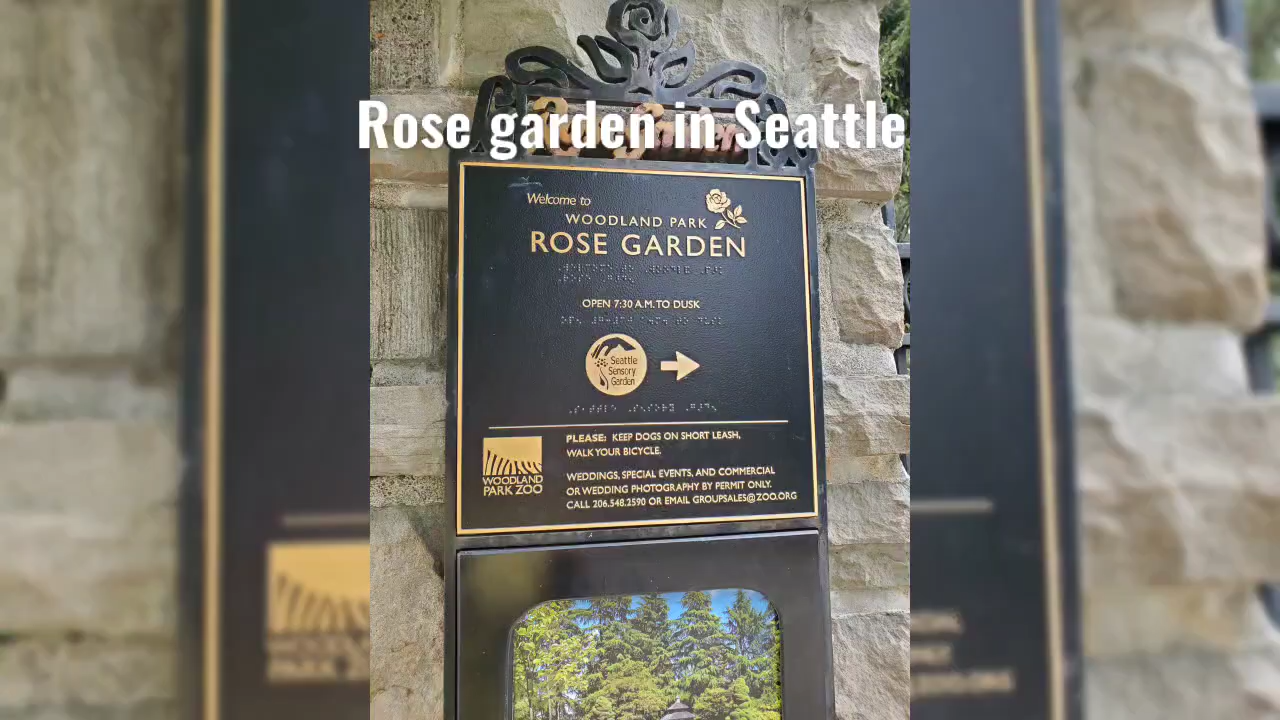 Rose garden in Seattle
Welcome to
WOODLAND PARK
ROSE GARDEN
OPEN 7:30 A.M. TO DUSK
Seattle
Sensory
Garden
PLEASE: KEEP DOGS ON SHORT LEASH,
WALK YOUR BICYCLE.
WOODLAND
PARK ZOO
WEDDINGS, SPECIAL EVENTS, AND COMMERCIAL
OR WEDDING PHOTOGRAPHY BY PERMIT ONLY.
CALL 206.548.2590 OR EMAIL GROUPSALES@ZOO.ORG